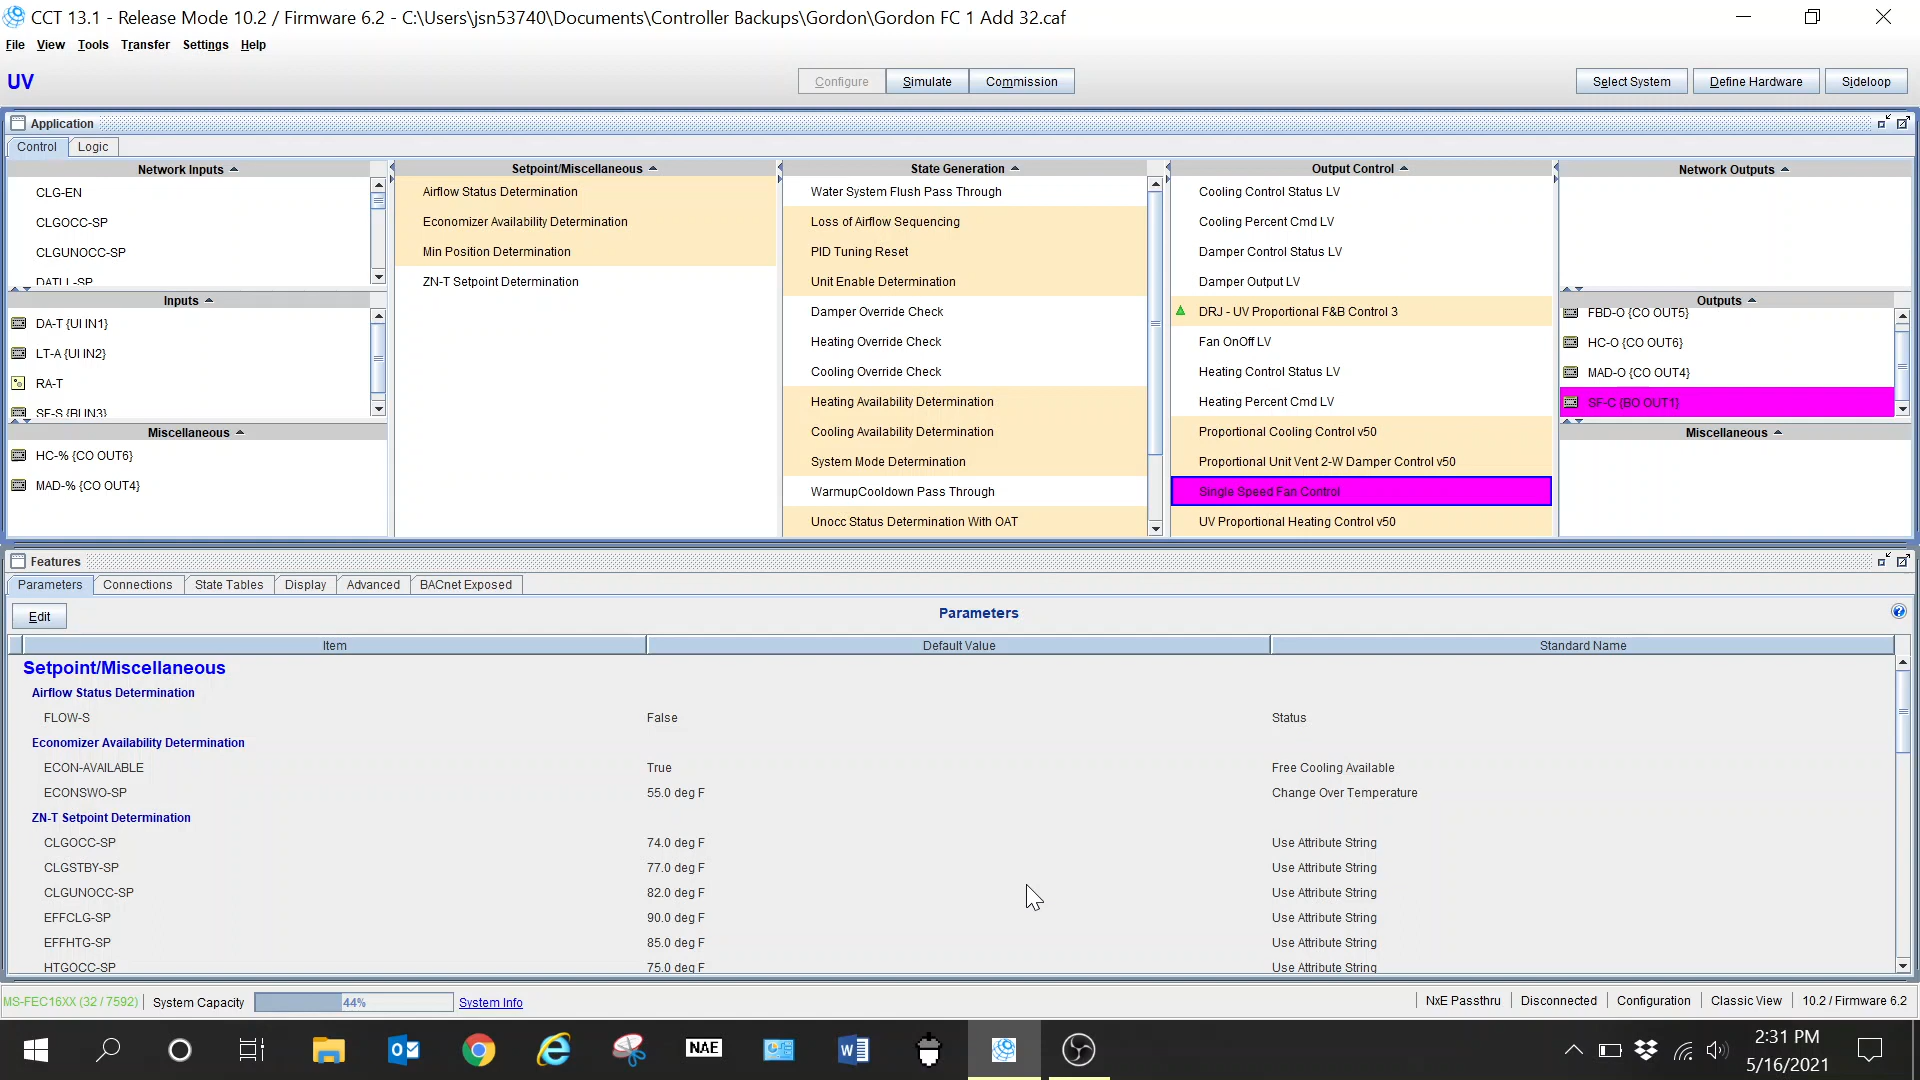 CCT 13.1 - Release Mode 10.2 / Firmware 6.2 - C:\Users\jsn53740\Documents\Controller Backups\Gordon\Gordon FC 1 Add 32.caf
File View Tools Transfer Settings Help
UV
Configure Simulate Commission
Select System Define Hardware Sideloop
Application
Control Logic
Network Inputs
CLG-EN
CLGOCC-SP
CLGUNOCC-SP
DATLL-SP
Inputs
DA-T {UI IN1}
LT-A {UI IN2}
RA-T
SF-S {BI IN3}
Miscellaneous
HC-% {CO OUT6}
MAD-% {CO OUT4}
Setpoint/Miscellaneous
Airflow Status Determination
Economizer Availability Determination
Min Position Determination
ZN-T Setpoint Determination
State Generation
Water System Flush Pass Through
Loss of Airflow Sequencing
PID Tuning Reset
Unit Enable Determination
Damper Override Check
Heating Override Check
Cooling Override Check
Heating Availability Determination
Cooling Availability Determination
System Mode Determination
WarmupCooldown Pass Through
Unocc Status Determination With OAT
Output Control
Cooling Control Status LV
Cooling Percent Cmd LV
Damper Control Status LV
Damper Output LV
DRJ - UV Proportional F&B Control 3
Fan OnOff LV
Heating Control Status LV
Heating Percent Cmd LV
Proportional Cooling Control v50
Proportional Unit Vent 2-W Damper Control v50
Single Speed Fan Control
UV Proportional Heating Control v50
Network Outputs
Outputs
FBD-O {CO OUT5}
HC-O {CO OUT6}
MAD-O {CO OUT4}
SF-C {BO OUT1}
Miscellaneous
Features
Parameters Connections State Tables Display Advanced BACnet Exposed
Edit
Parameters
Item Default Value Standard Name
Setpoint/Miscellaneous
Airflow Status Determination
FLOW-S False Status
Economizer Availability Determination
ECON-AVAILABLE True Free Cooling Available
ECONSWO-SP 55.0 deg F Change Over Temperature
ZN-T Setpoint Determination
CLGOCC-SP 74.0 deg F Use Attribute String
CLGSTBY-SP 77.0 deg F Use Attribute String
CLGUNOCC-SP 82.0 deg F Use Attribute String
EFFCLG-SP 90.0 deg F Use Attribute String
EFFHTG-SP 85.0 deg F Use Attribute String
HTGOCC-SP 75.0 deg F Use Attribute String
MS-FEC16XX (32 / 7592) System Capacity 44% System Info
NxE Passthru Disconnected Configuration Classic View 10.2 / Firmware 6.2
NAE
2:31 PM
5/16/2021